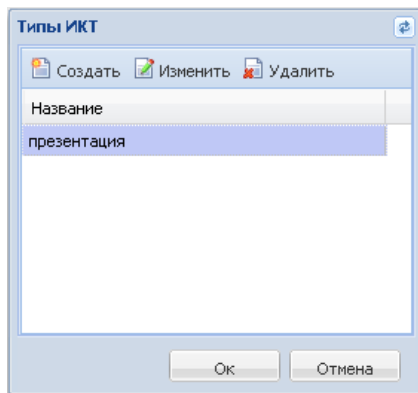 Типы ИКТ
Создать Изменить Удалить
Название
презентация
Ок Отмена